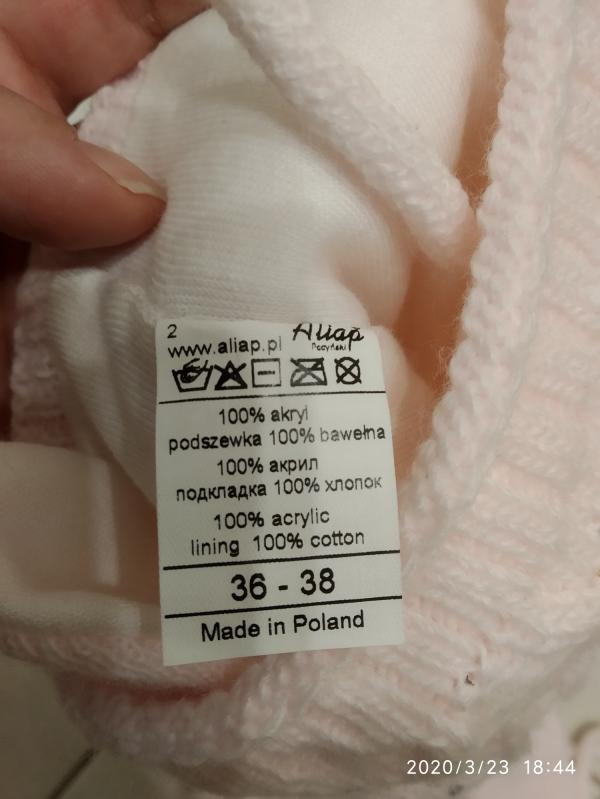 2
www.aliap.pl Aliap
100% akryl
podszewka 100% bawełna
100% акрил
подкладка 100% хлопок
100% acrylic
lining 100% cotton
36 - 38
Made in Poland
2020/3/23 18:44